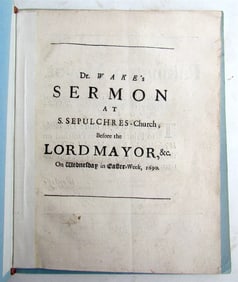 Dr. WAKE's
SERMON
AT
S. SEPULCHRES-Church;
Before the
LORD MAYOR, &c.
On Wednesday in Easter-Week, 1690.